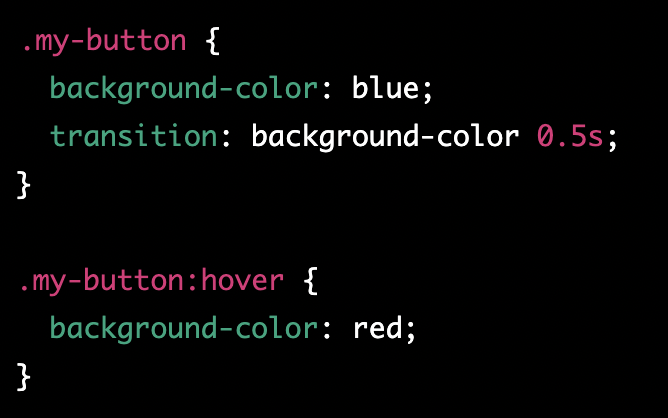 .my-button {
  background-color: blue;
  transition: background-color 0.5s;
}

.my-button:hover {
  background-color: red;
}